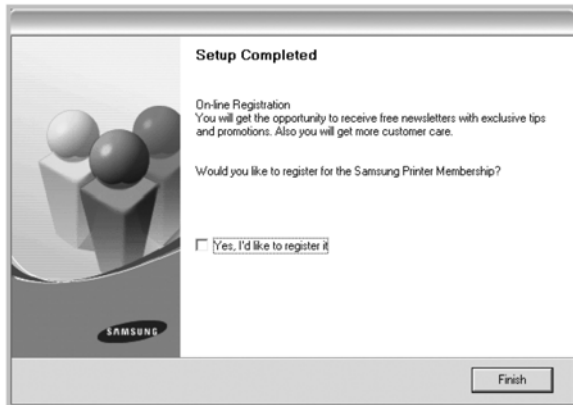 Setup Completed
On-line Registration
You will get the opportunity to receive free newsletters with exclusive tips
and promotions. Also you will get more customer care.
Would you like to register for the Samsung Printer Membership?
Yes, I'd like to register it
SAMSUNG
Finish